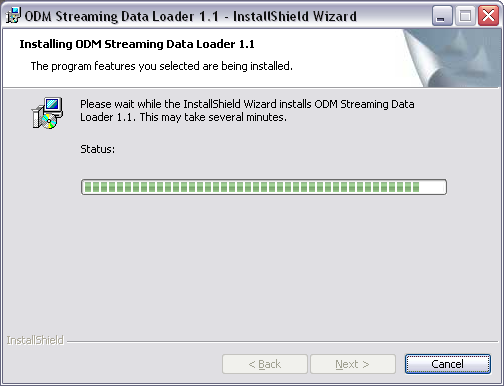 ODM Streaming Data Loader 1.1 - InstallShield Wizard
Installing ODM Streaming Data Loader 1.1
The program features you selected are being installed.
Please wait while the InstallShield Wizard installs ODM Streaming Data
Loader 1.1. This may take several minutes.
Status:
InstallShield
< Back
Next >
Cancel